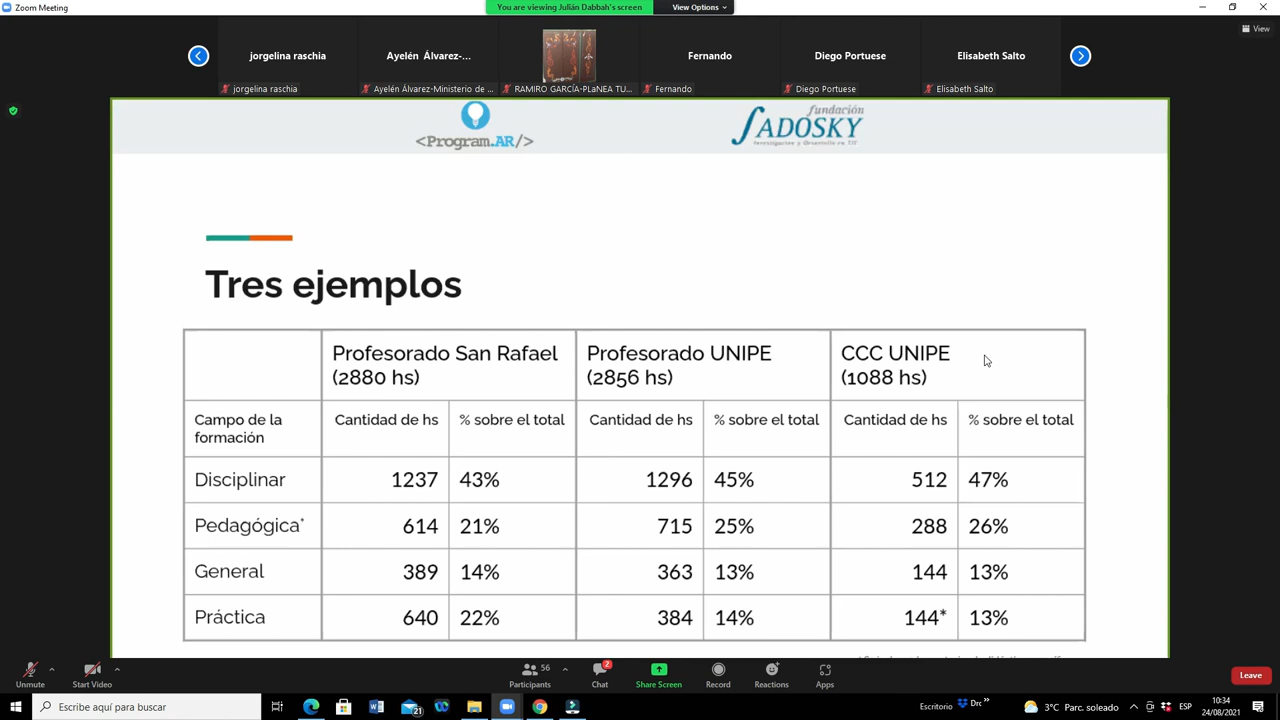 Zoom Meeting
You are viewing Julián Dabbah's screen
View Options
View
jorgelina raschia
Ayelén Álvarez-...
Fernando
Diego Portuese
Elisabeth Salto
jorgelina raschia
Ayelén Álvarez-Ministerio de ...
RAMIRO GARCÍA-PLaNEA TU...
Fernando
Diego Portuese
Elisabeth Salto
<Program.AR/>
fundación
SADOSKY
Investigación y Desarrollo en TIC
Tres ejemplos
Profesorado San Rafael
(2880 hs)
Profesorado UNIPE
(2856 hs)
CCC UNIPE
(1088 hs)
Campo de la
formación
Cantidad de hs % sobre el total Cantidad de hs % sobre el total Cantidad de hs % sobre el total
Disciplinar 1237 43% 1296 45% 512 47%
Pedagógica* 614 21% 715 25% 288 26%
General 389 14% 363 13% 144 13%
Práctica 640 22% 384 14% 144* 13%
56
2
Unmute
Start Video
Participants
Chat
Share Screen
Record
Reactions
Apps
Leave
Escribe aquí para buscar
21
Escritorio
Drc
»
3°C Parc. soleado
ESP
10:34
24/08/2021